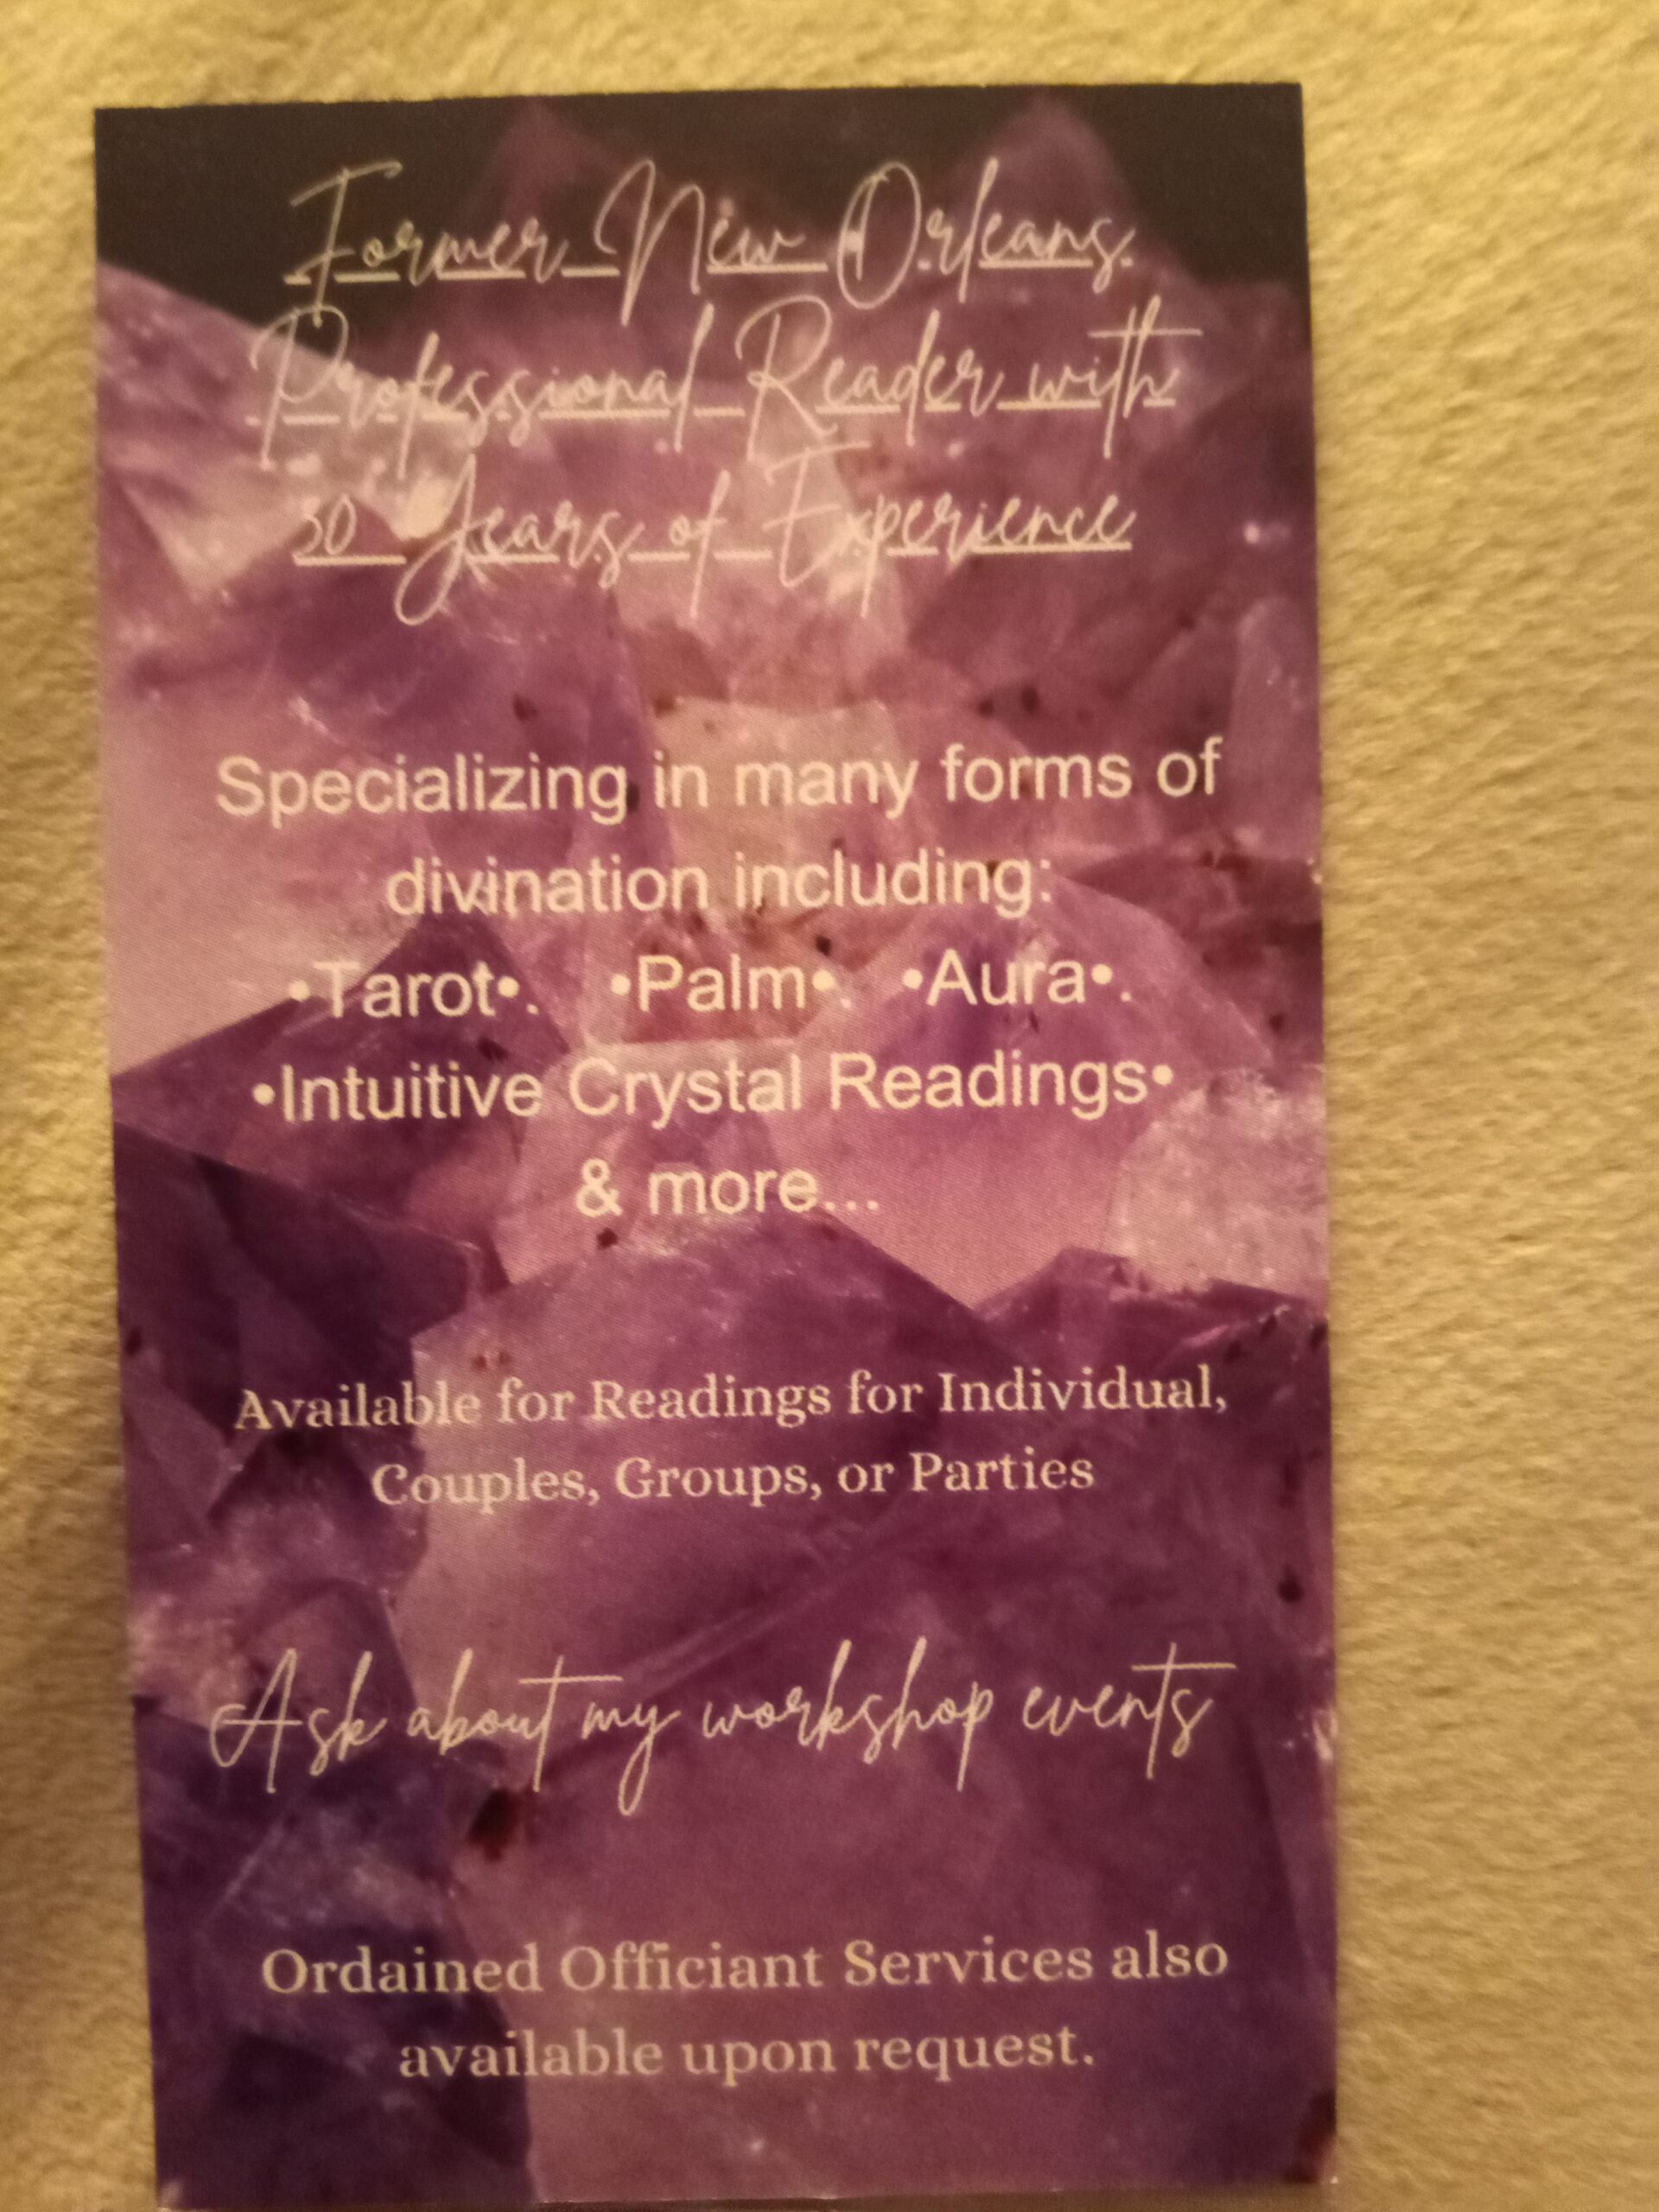 Former New Orleans
Professional Reader with
30 Years of Experience
Specializing in many forms of
divination including:
•Tarot•. •Palm•. •Aura•.
•Intuitive Crystal Readings•
& more...
Available for Readings for Individual,
Couples, Groups, or Parties
Ask about my workshop events
Ordained Officiant Services also
available upon request.